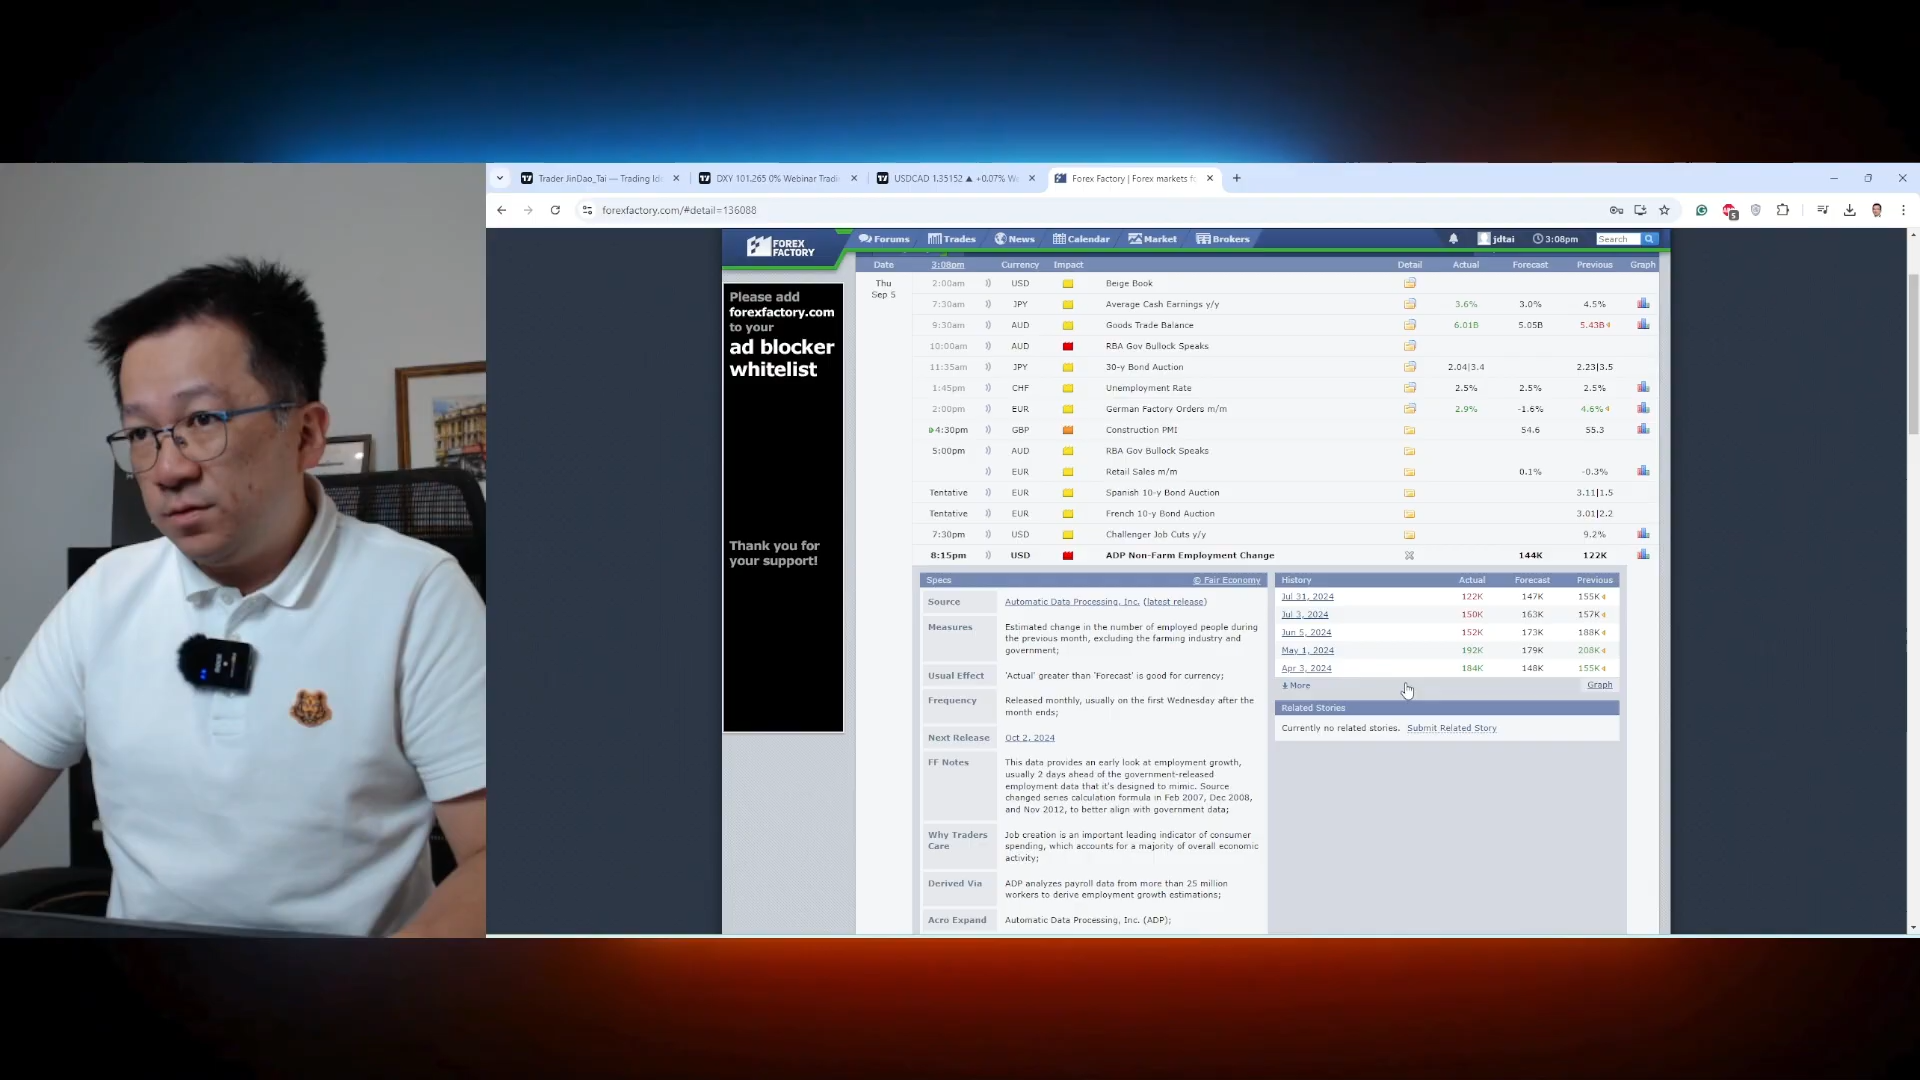 Trader JinDao_Tai — Trading Id
DXY 101.265 0% Webinar Tradi
USDCAD 1.35152 ▲ +0.07% W
Forex Factory | Forex markets fo
forexfactory.com/#detail=136088
FOREX FACTORY
Forums Trades News Calendar Market Brokers
jdtai 3:08pm Search
Please add
forexfactory.com
to your
ad blocker
whitelist
Thank you for
your support!
Date 3:08pm Currency Impact Detail Actual Forecast Previous Graph
Thu
Sep 5
2:00am USD Beige Book
7:30am JPY Average Cash Earnings y/y 3.6% 3.0% 4.5%
9:30am AUD Goods Trade Balance 6.01B 5.05B 5.43B
10:00am AUD RBA Gov Bullock Speaks
11:35am JPY 30-y Bond Auction 2.04|3.4 2.23|3.5
1:45pm CHF Unemployment Rate 2.5% 2.5% 2.5%
2:00pm EUR German Factory Orders m/m 2.9% -1.6% 4.6%
4:30pm GBP Construction PMI 54.6 55.3
5:00pm AUD RBA Gov Bullock Speaks
EUR Retail Sales m/m 0.1% -0.3%
Tentative EUR Spanish 10-y Bond Auction 3.11|1.5
Tentative EUR French 10-y Bond Auction 3.01|2.2
7:30pm USD Challenger Job Cuts y/y 9.2%
8:15pm USD ADP Non-Farm Employment Change 144K 122K
Specs © Fair Economy
Source Automatic Data Processing, Inc. (latest release)
Measures Estimated change in the number of employed people during
the previous month, excluding the farming industry and
government;
Usual Effect 'Actual' greater than 'Forecast' is good for currency;
Frequency Released monthly, usually on the first Wednesday after the
month ends;
Next Release Oct 2, 2024
FF Notes This data provides an early look at employment growth,
usually 2 days ahead of the government-released
employment data that it's designed to mimic. Source
changed series calculation formula in Feb 2007, Dec 2008,
and Nov 2012, to better align with government data;
Why Traders Care Job creation is an important leading indicator of consumer
spending, which accounts for a majority of overall economic
activity;
Derived Via ADP analyzes payroll data from more than 25 million
workers to derive employment growth estimations;
Acro Expand Automatic Data Processing, Inc. (ADP);
History Actual Forecast Previous
Jul 31, 2024 122K 147K 155K
Jul 3, 2024 150K 163K 157K
Jun 5, 2024 152K 173K 188K
May 1, 2024 192K 179K 208K
Apr 3, 2024 184K 148K 155K
More Graph
Related Stories
Currently no related stories. Submit Related Story